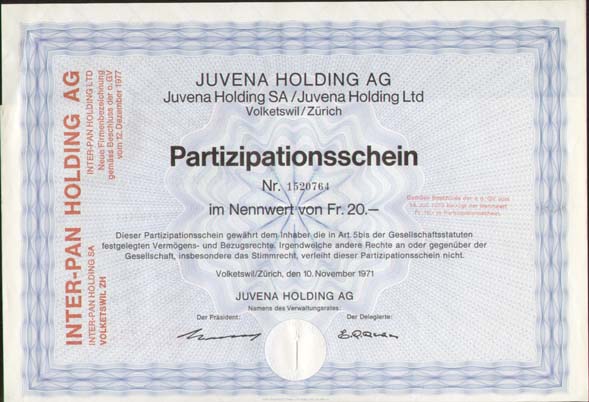 JUVENA HOLDING AG
Juvena Holding SA/Juvena Holding Ltd
Volketswil/Zürich
Partizipationsschein
Nr. 1520764
im Nennwert von Fr. 20.—
Dieser Partizipationsschein gewährt dem Inhaber die in Art. 5bis der Gesellschaftsstatuten
festgelegten Vermögens- und Bezugsrechte. Irgendwelche andere Rechte an oder gegenüber der
Gesellschaft, insbesondere das Stimmrecht, verleiht dieser Partizipationsschein nicht.
Volketswil/Zürich, den 10. November 1971
JUVENA HOLDING AG
Namens des Verwaltungsrates:
Der Präsident:
Der Delegierte:
INTER-PAN HOLDING AG
INTER-PAN HOLDING SA
INTER-PAN HOLDING LTD
VOLKETSWIL ZH
Neue Firmenbezeichnung
gemäss Beschluss der o. GV
vom 12. Dezember 1977